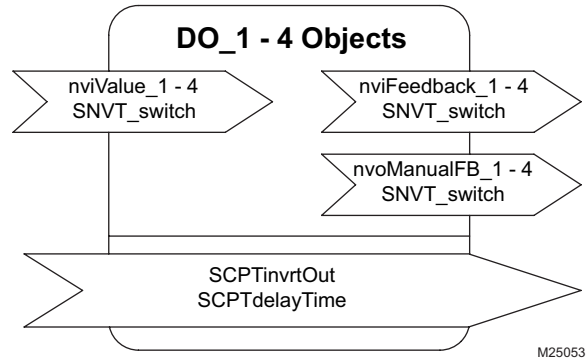 DO_1 - 4 Objects
nviValue_1 - 4
SNVT_switch
nviFeedback_1 - 4
SNVT_switch
nvoManualFB_1 - 4
SNVT_switch
SCPTinvrtOut
SCPTdelayTime
M25053